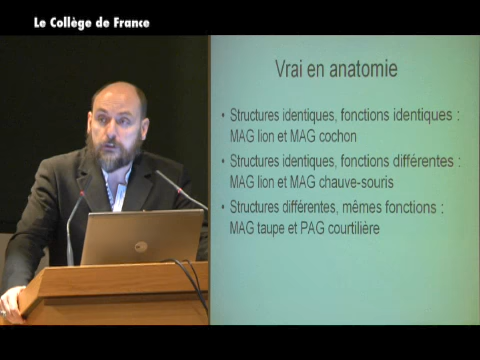 Le Collège de France
Vrai en anatomie
• Structures identiques, fonctions identiques :
MAG lion et MAG cochon
• Structures identiques, fonctions différentes :
MAG lion et MAG chauve-souris
• Structures différentes, mêmes fonctions :
MAG taupe et PAG courtilière